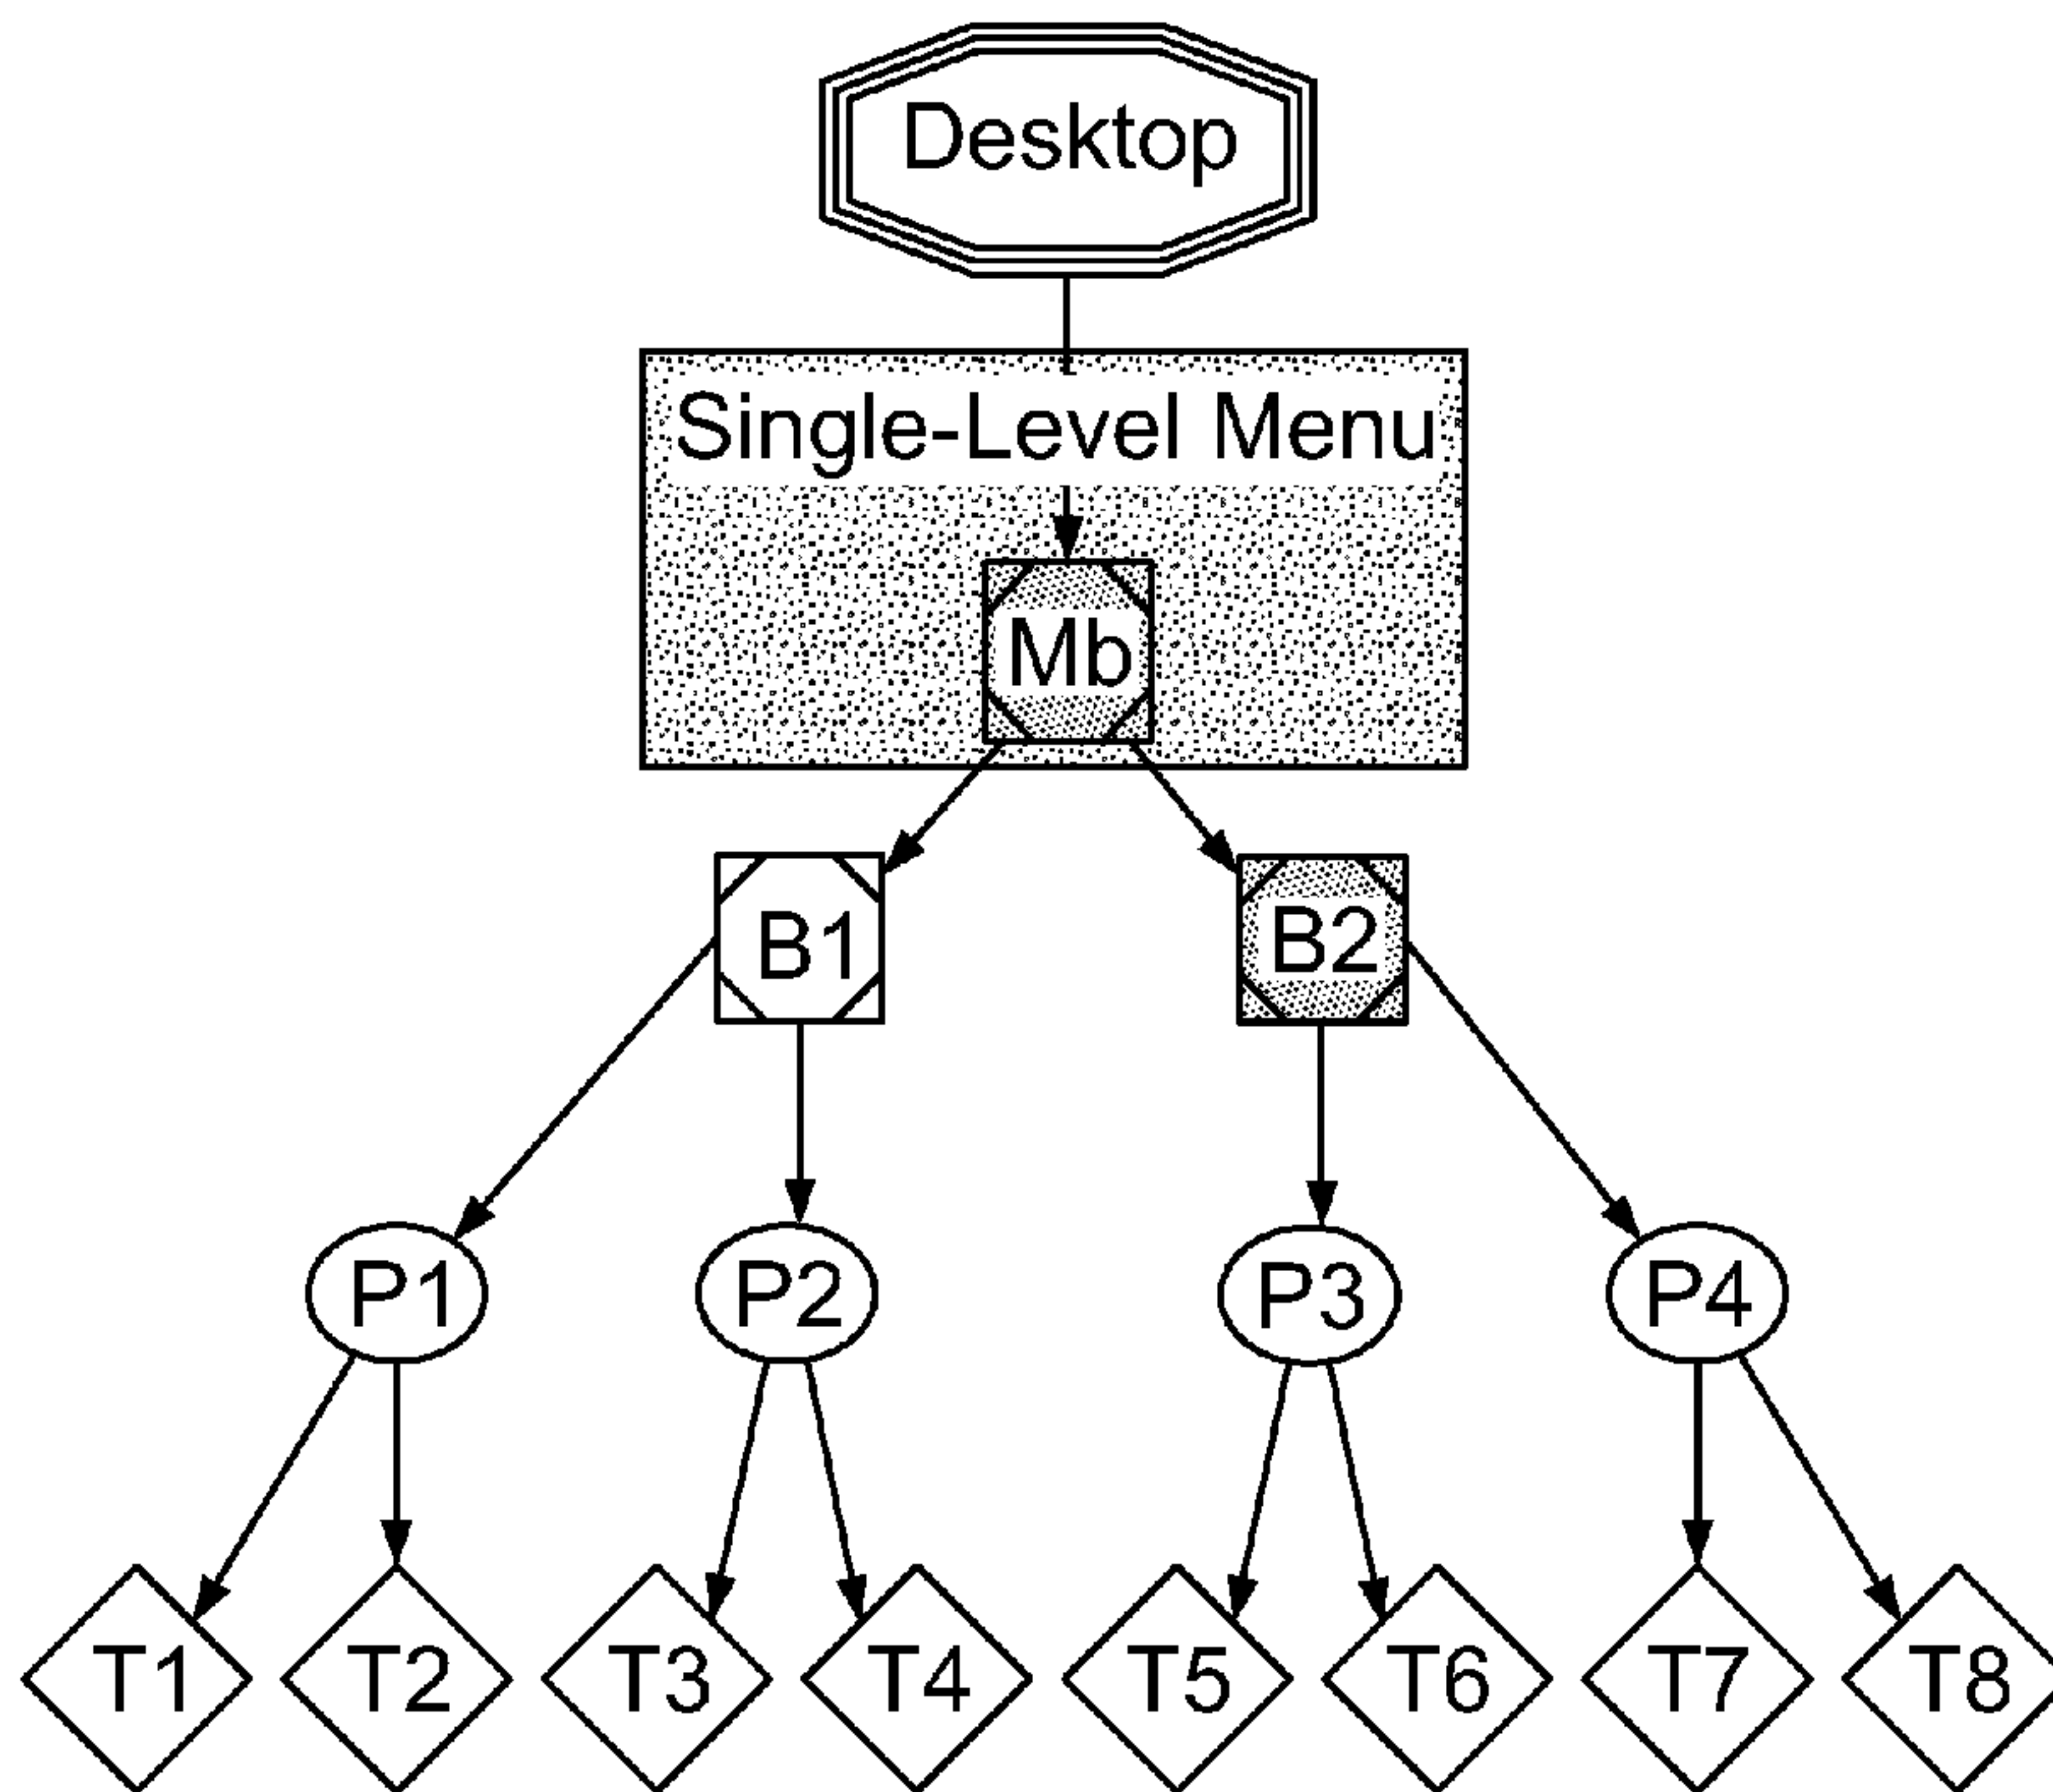 Desktop
Single-Level Menu
Mb
B1 B2
P1 P2 P3 P4
T1 T2 T3 T4 T5 T6 T7 T8